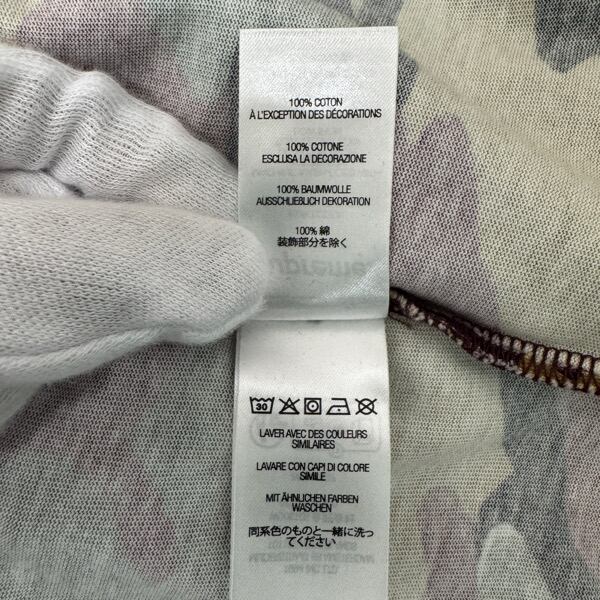 100% COTON
À L'EXCEPTION DES DÉCORATIONS
100% COTONE
ESCLUSA LA DECORAZIONE
100% BAUMWOLLE
AUSSCHLIEßLICH DEKORATION
100% 綿
装飾部分を除く
30
LAVER AVEC DES COULEURS
SIMILAIRES
LAVARE CON CAPI DI COLORE
SIMILE
MIT ÄHNLICHEN FARBEN
WASCHEN
同系色のものと一緒に洗っ
てください